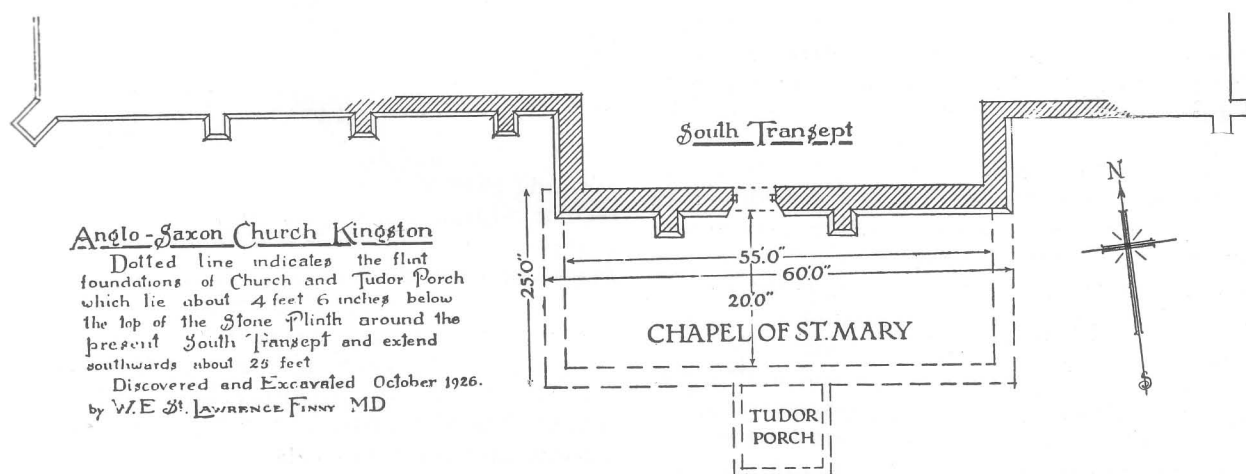 South Transept
N
S
Anglo-Saxon Church Kingston
Dotted line indicates the flint
foundations of Church and Tudor Porch
which lie about 4 feet 6 inches below
the top of the Stone Plinth around the
present South Transept and extend
southwards about 25 feet
Discovered and Excavated October 1926.
by W.E St. LAWRENCE FINNY MD
25'.0"
55'.0"
60'.0"
20'.0"
CHAPEL OF ST. MARY
TUDOR
PORCH